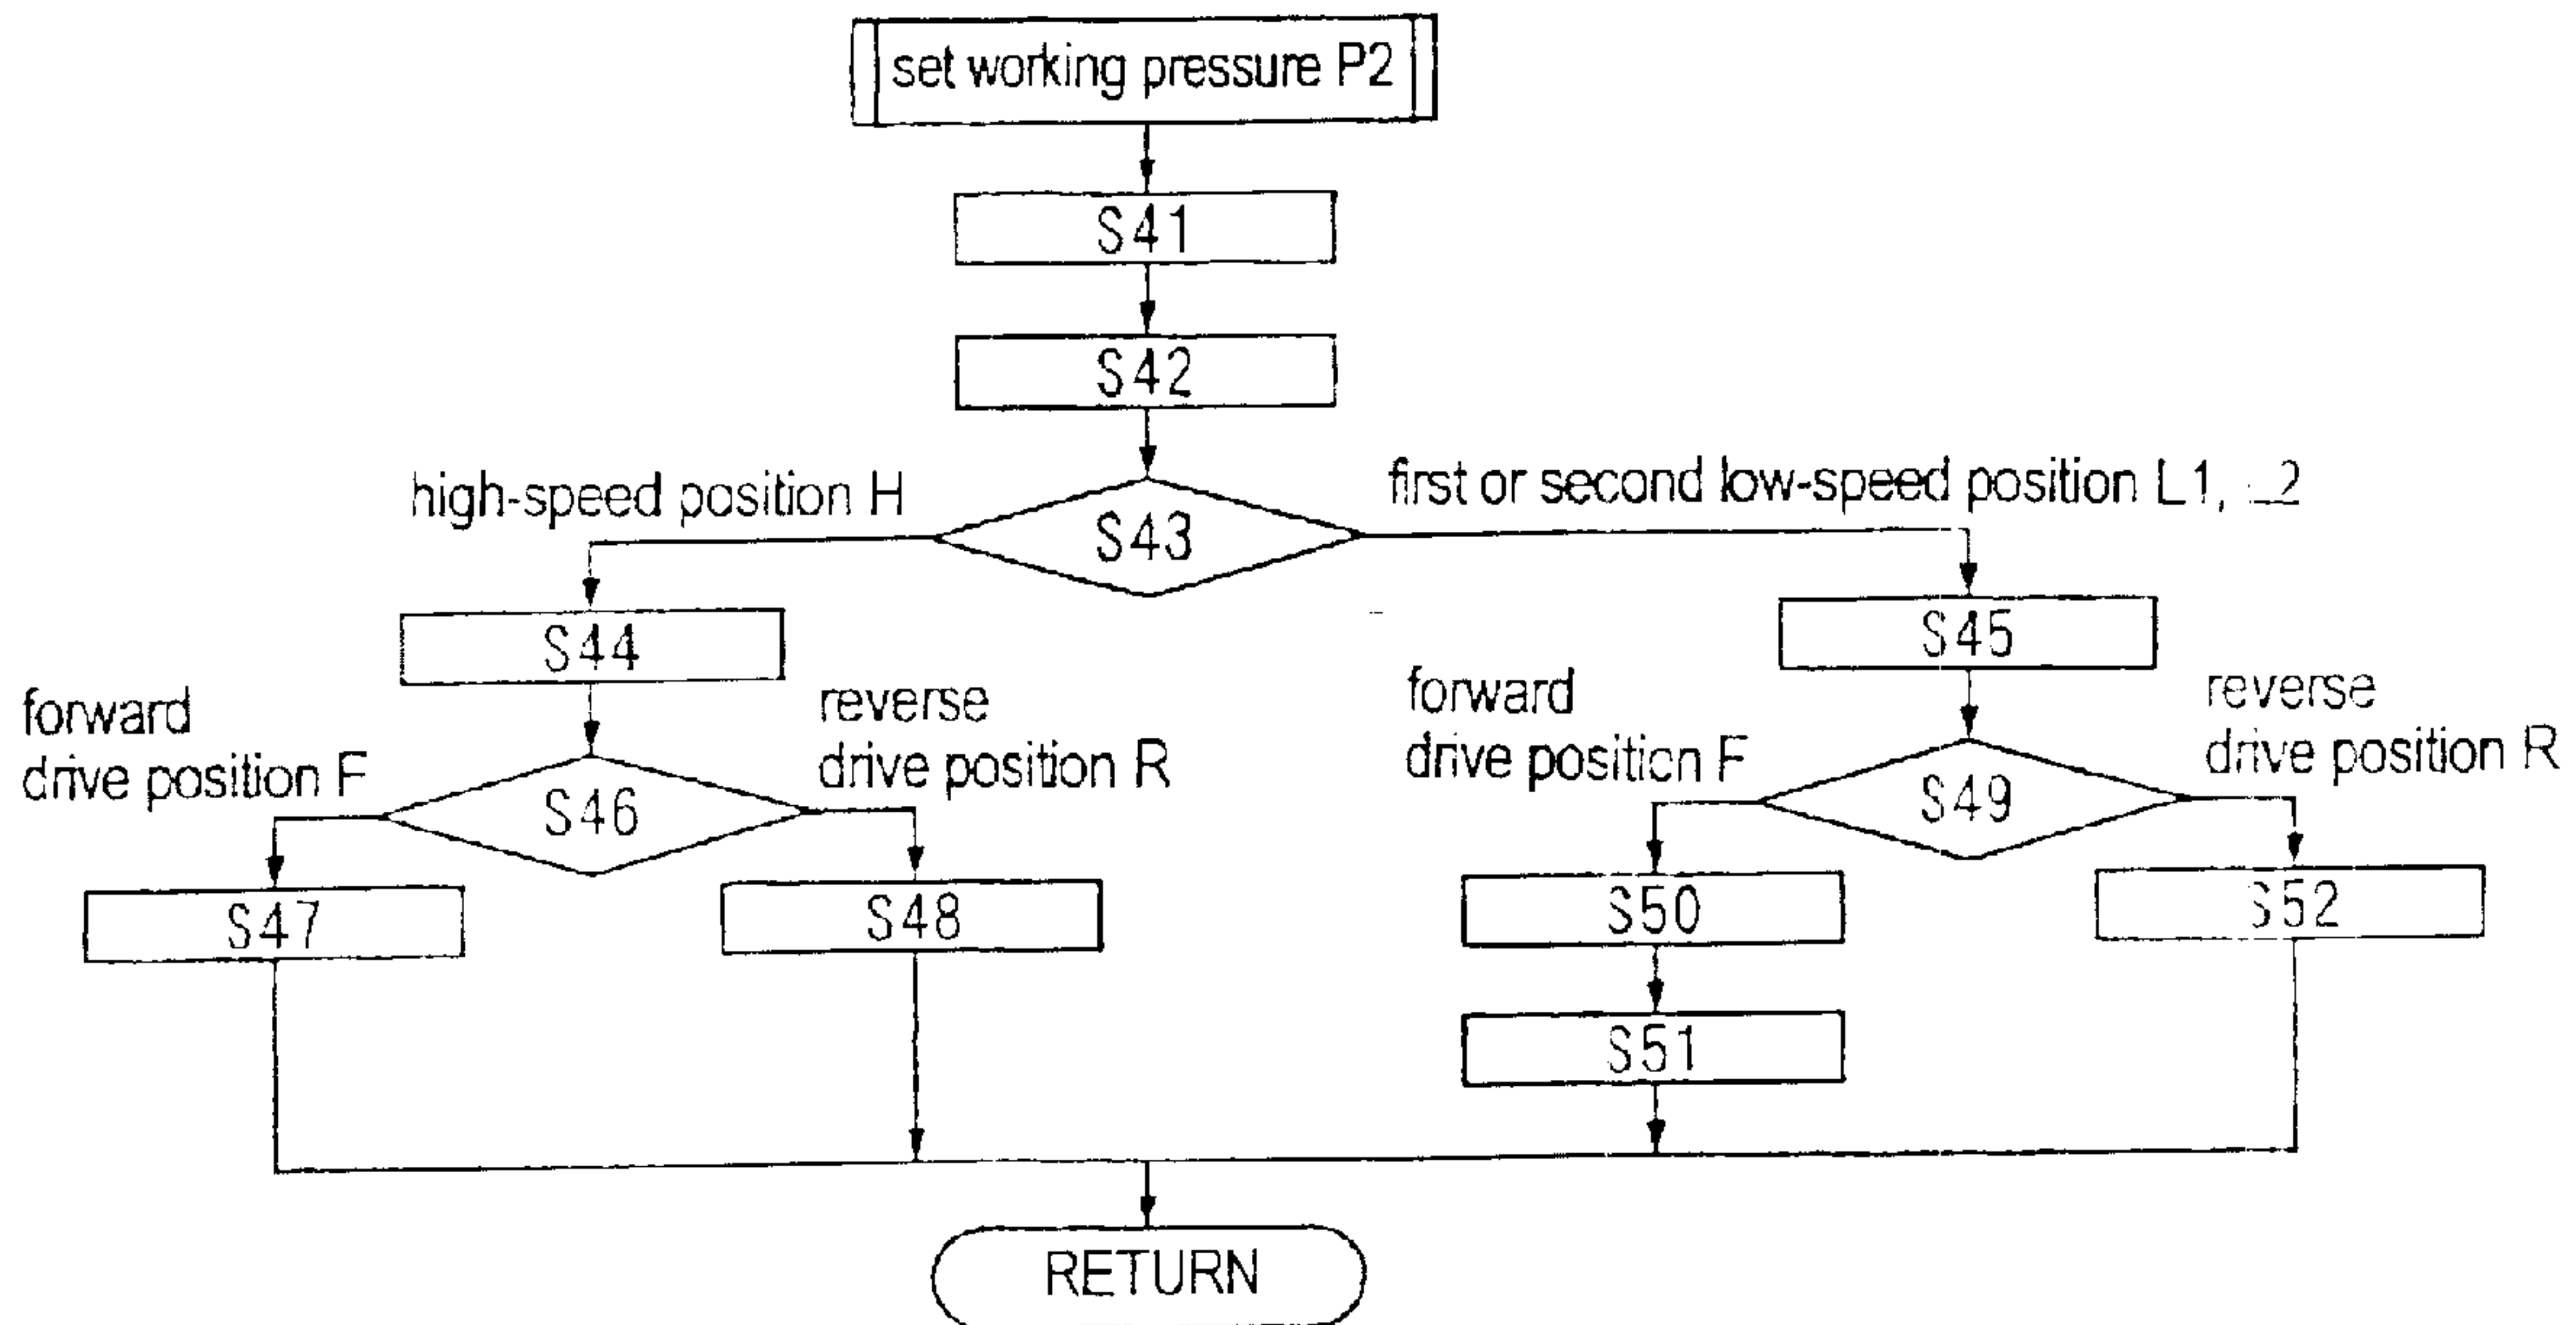 set working pressure P2
S41
S42
high-speed position H
first or second low-speed position L1, L2
S43
S44
S45
forward
drive position F
reverse
drive position R
forward
drive position F
reverse
drive position R
S46
S49
S47
S48
S50
S52
S51
RETURN